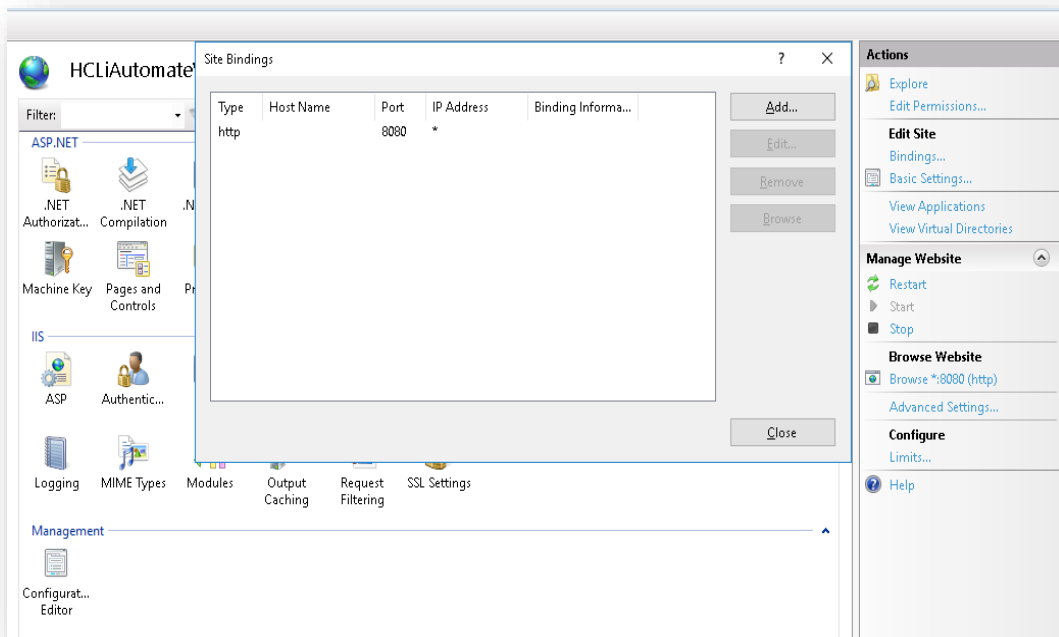 HCLiAutomate
Site Bindings
? X
Filter:
ASP.NET
.NET Authorizat...
.NET Compilation
.N
Machine Key
Pages and Controls
Pr
IIS
ASP
Authentic...
Logging
MIME Types
Modules
Output Caching
Request Filtering
SSL Settings
Management
Configurat... Editor
Type Host Name Port IP Address Binding Informa...
http 8080 *
Add...
Edit...
Remove
Browse
Close
Actions
Explore
Edit Permissions...
Edit Site
Bindings...
Basic Settings...
View Applications
View Virtual Directories
Manage Website
Restart
Start
Stop
Browse Website
Browse *:8080 (http)
Advanced Settings...
Configure
Limits...
Help